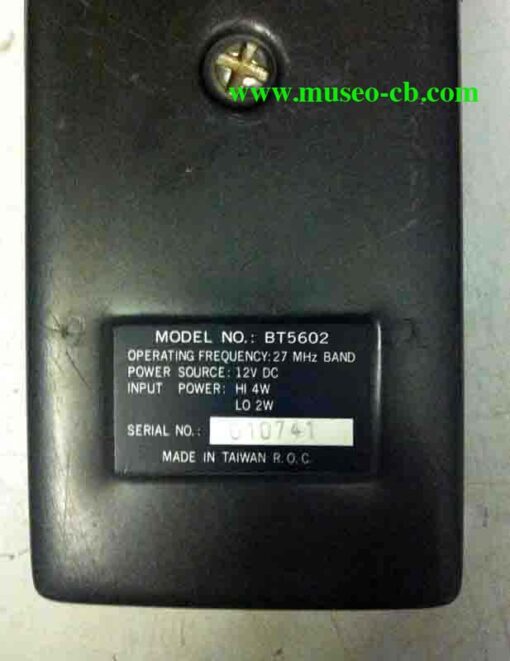 www.museo-cb.com
MODEL NO.: BT5602
OPERATING FREQUENCY: 27 MHz BAND
POWER SOURCE: 12V DC
INPUT POWER: HI 4W
LO 2W
SERIAL NO.: 010741
MADE IN TAIWAN R.O.C.